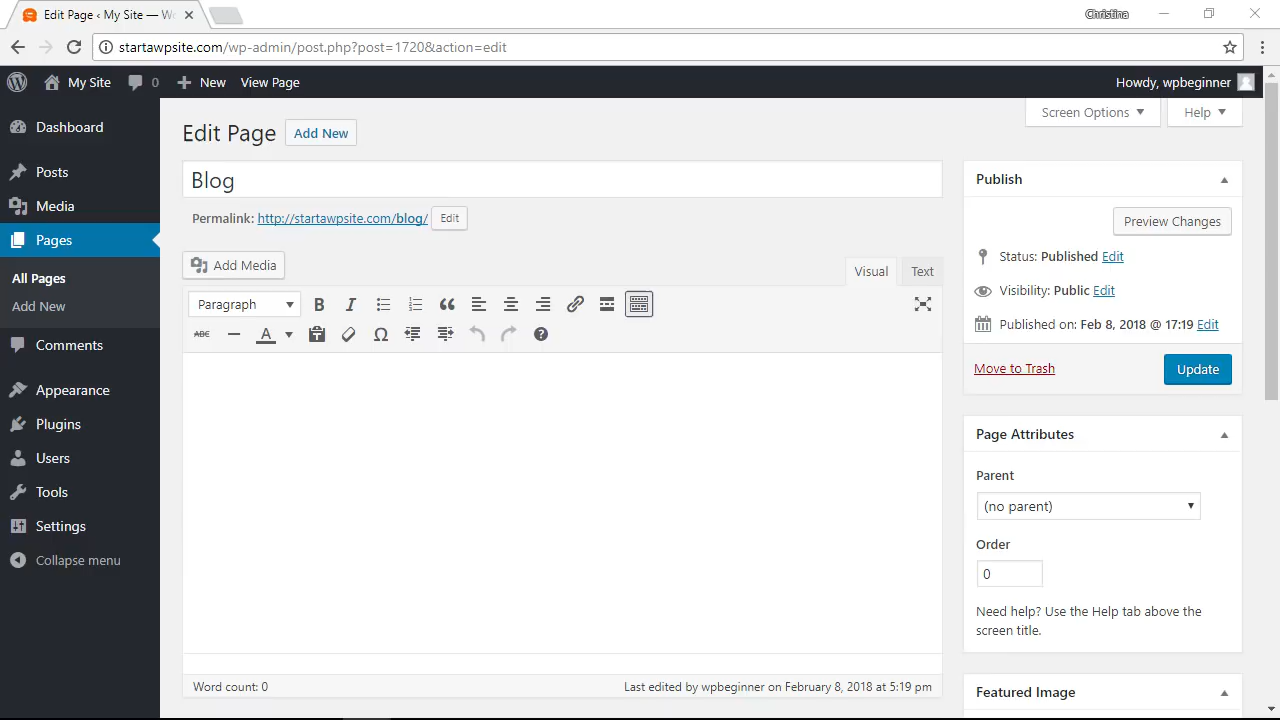 Edit Page ‹ My Site — Wo
Christina
startawpsite.com/wp-admin/post.php?post=1720&action=edit
My Site
0
New
View Page
Howdy, wpbeginner
Dashboard
Posts
Media
Pages
All Pages
Add New
Comments
Appearance
Plugins
Users
Tools
Settings
Collapse menu
Screen Options
Help
Edit Page
Add New
Blog
Permalink: http://startawpsite.com/blog/ Edit
Add Media
Visual
Text
Paragraph
B
I
ABC
A
Ω
Word count: 0
Last edited by wpbeginner on February 8, 2018 at 5:19 pm
Publish
Preview Changes
Status: Published Edit
Visibility: Public Edit
Published on: Feb 8, 2018 @ 17:19 Edit
Move to Trash
Update
Page Attributes
Parent
(no parent)
Order
0
Need help? Use the Help tab above the
screen title.
Featured Image